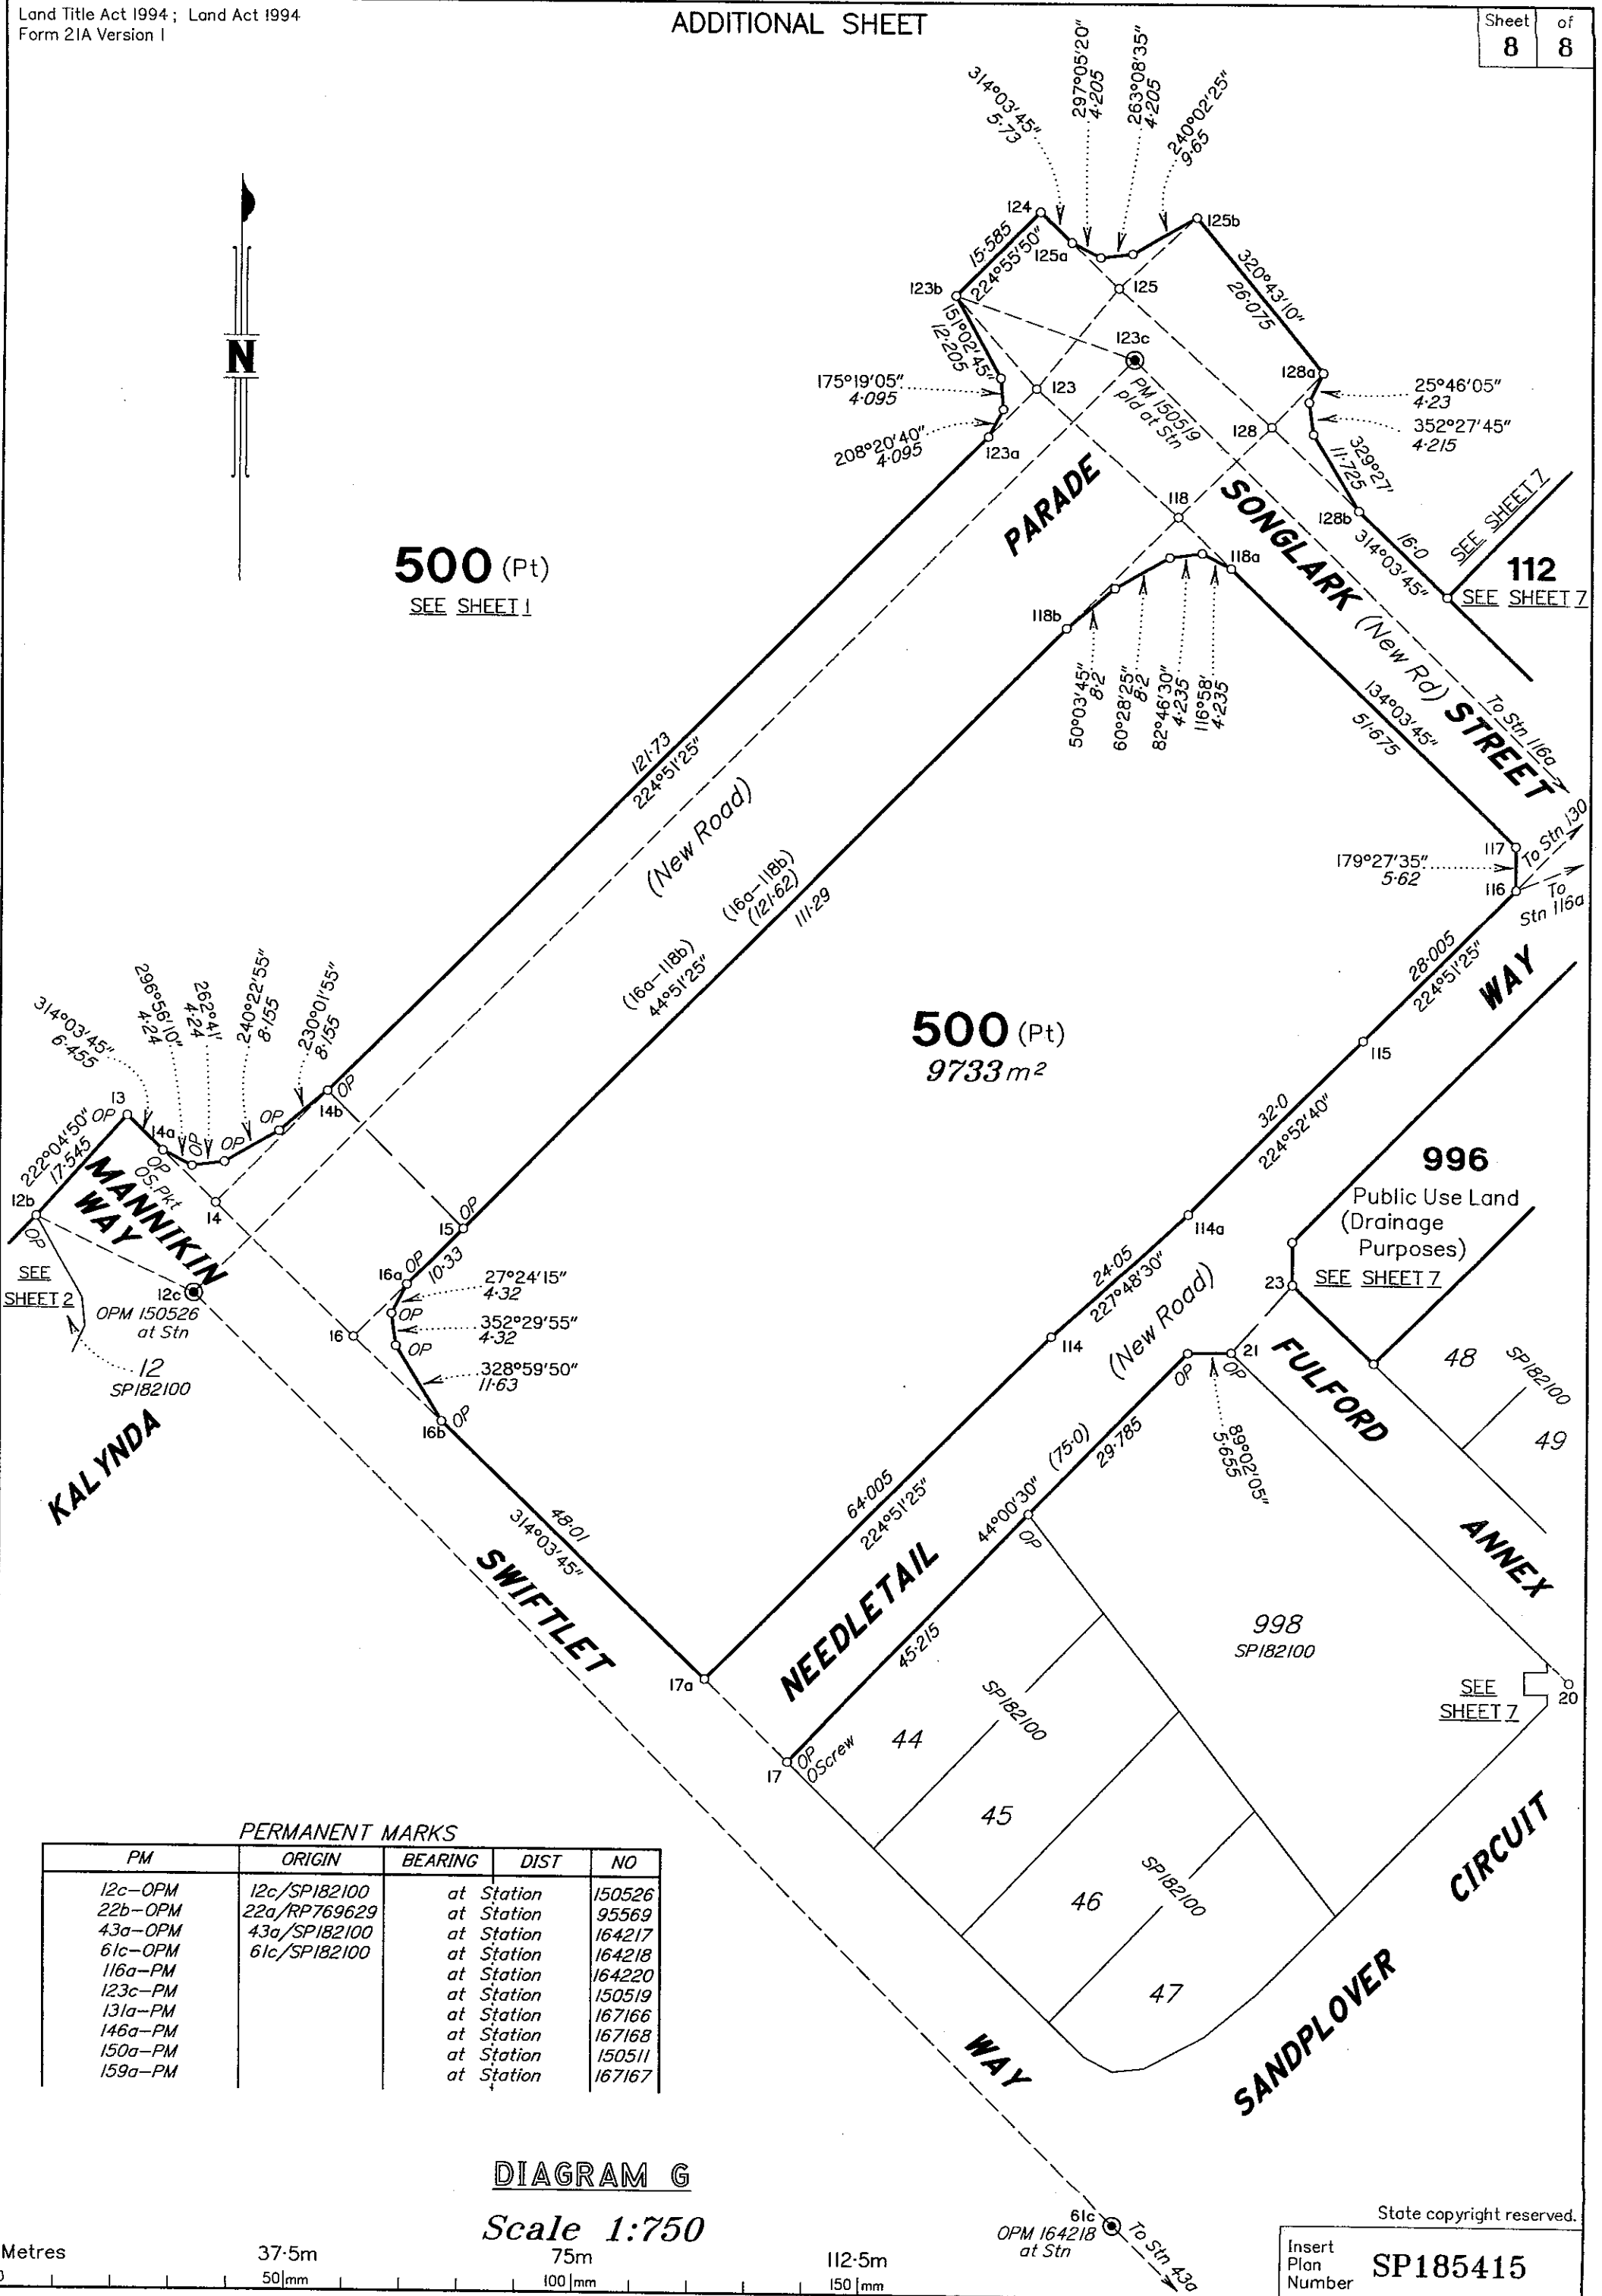 Land Title Act 1994; Land Act 1994
Form 21A Version 1
ADDITIONAL SHEET
Sheet of
8 8
314°03'45"
5·73
297°05'20"
4·205
263°08'35"
4·205
240°02'25"
9·65
124
125b
15·585
224°55'50"
125a
125
320°43'10"
26·075
123b
151°02'45"
12·205
123c
PM 150519
pld at Stn
N
175°19'05"
4·095
123
128a
25·46'05"
4·23
128
352°27'45"
4·215
208°20'40"
4·095
123a
329°27'
11·725
PARADE
118
SONGLARK (New Rd) STREET
128b
16·0
314°03'45"
SEE SHEET 7
112
SEE SHEET 7
500 (Pt)
SEE SHEET 1
118a
118b
50°03'45"
8·2
60°28'25"
8·2
82°46'30"
4·235
116°58'
4·235
134°03'45"
51·675
To Stn 116a
121·73
224°51'25"
(New Road)
To Stn 130
117
179°27'35"
5·62
116
To
Stn 116a
(16a-118b)
(121·62)
111·29
(16a-118b)
44°51'25"
28·005
224°51'25"
WAY
314°03'45"
6·455
296°56'10"
4·24
262°41'
4·24
240°22'55"
8·155
230°01'55"
8·155
500 (Pt)
9733 m²
115
13
OP
14a
OP
OP
OP
OP
OP
14b
OS.Pkt
222°04'50"
17·545
32·0
224°52'40"
996
Public Use Land
(Drainage
Purposes)
SEE SHEET 7
12b
OP
MANNIKIN
WAY
14
15
OP
114a
SEE
SHEET 2
12c
OPM 150526
at Stn
16a
OP
10·33
27°24'15"
4·32
OP
352°29'55"
4·32
OP
24·05
227°48'30"
(New Road)
23
16
114
21
OP
OP
FULFORD
48
SP182100
12
SP182100
328°59'50"
11·63
16b
OP
49
KALYNDA
(75·0)
29·785
89°02'05"
5·655
48·01
314°03'45"
64·005
224°51'25"
44°00'30"
OP
ANNEX
SWIFTLET
NEEDLETAIL
998
SP182100
45·215
17a
SEE
SHEET 7
20
SP182100
44
17
OP
OScrew
45
CIRCUIT
PERMANENT MARKS
PM ORIGIN BEARING DIST NO
12c-OPM 12c/SP182100 at Station 150526
22b-OPM 22a/RP769629 at Station 95569
43a-OPM 43a/SP182100 at Station 164217
61c-OPM 61c/SP182100 at Station 164218
116a-PM at Station 164220
123c-PM at Station 150519
131a-PM at Station 167166
146a-PM at Station 167168
150a-PM at Station 150511
159a-PM at Station 167167
46
SP182100
47
SANDPLOVER
WAY
DIAGRAM G
Scale 1:750
61c
OPM 164218
at Stn
To Stn 43a
State copyright reserved.
Insert
Plan
Number
SP185415
Metres 37·5m 75m 112·5m
0 50mm 100mm 150mm